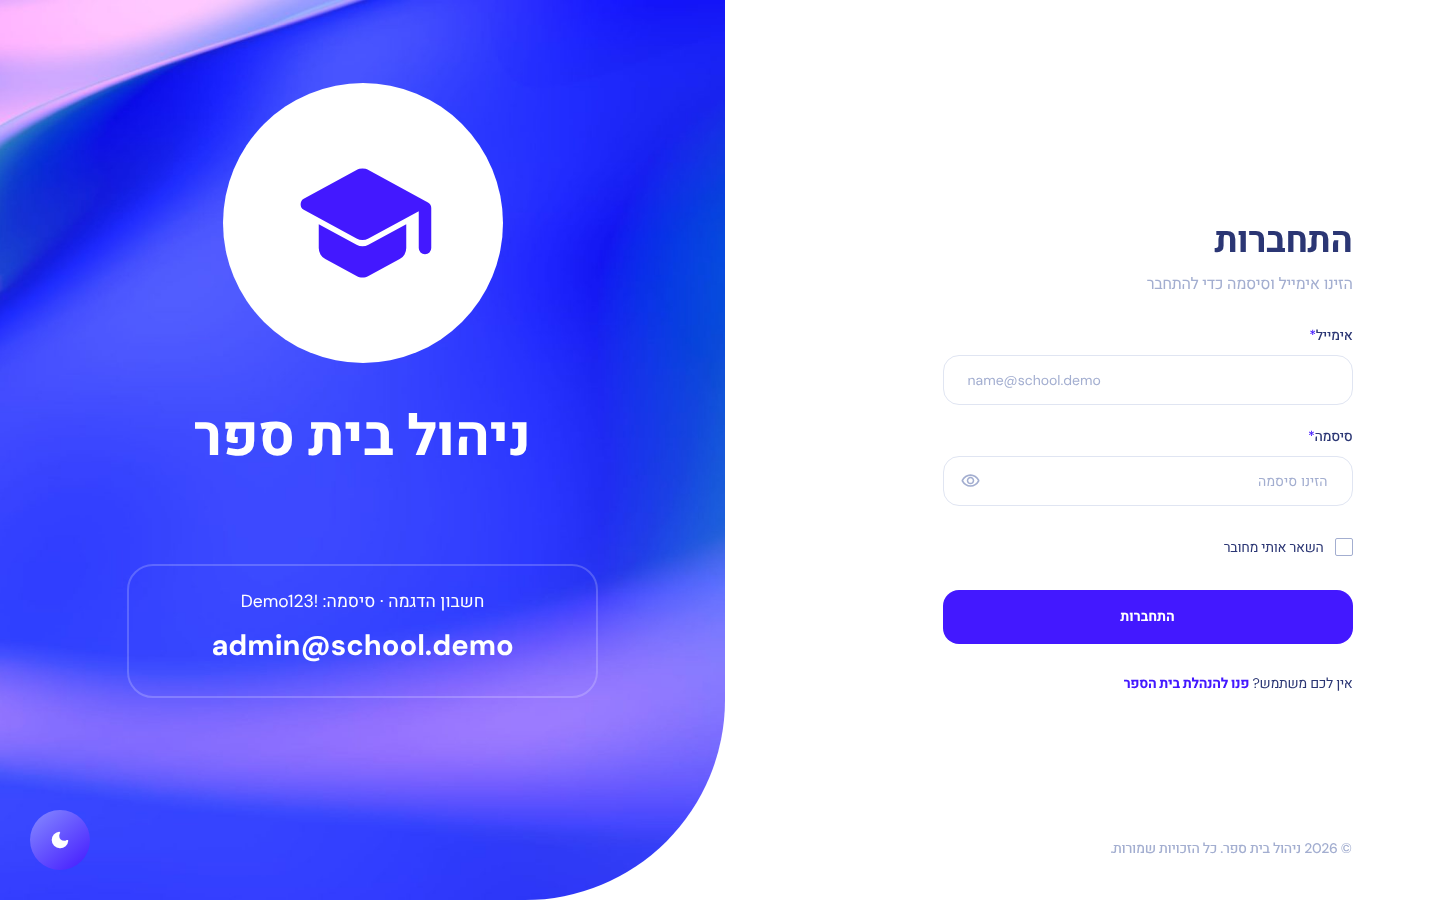 התחברות
הזינו אימייל וסיסמה כדי להתחבר
אימייל*
name@school.demo
סיסמה*
הזינו סיסמה
השאר אותי מחובר
התחברות
אין לכם משתמש? פנו להנהלת בית הספר
© 2026 ניהול בית ספר. כל הזכויות שמורות.
ניהול בית ספר
חשבון הדגמה · סיסמה: Demo123!
admin@school.demo